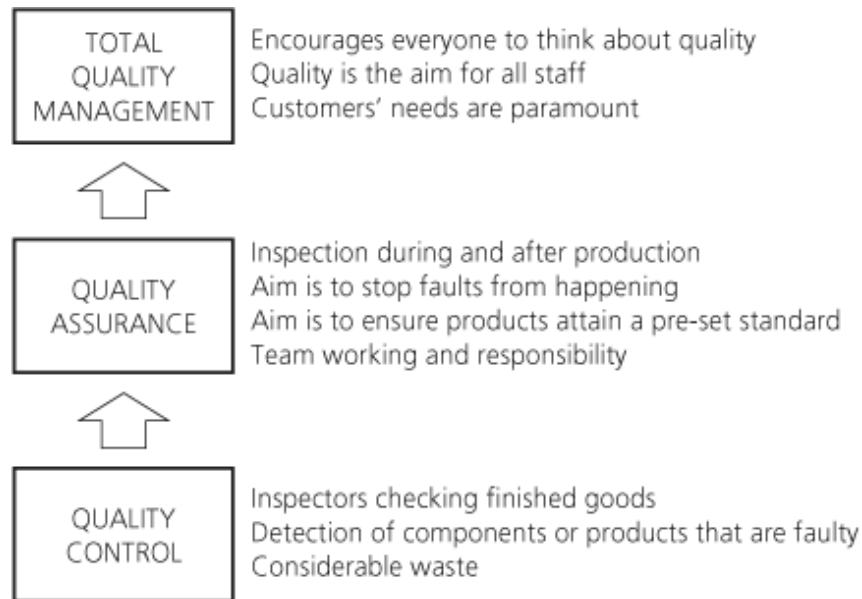 TOTAL
QUALITY
MANAGEMENT
Encourages everyone to think about quality
Quality is the aim for all staff
Customers' needs are paramount
QUALITY
ASSURANCE
Inspection during and after production
Aim is to stop faults from happening
Aim is to ensure products attain a pre-set standard
Team working and responsibility
QUALITY
CONTROL
Inspectors checking finished goods
Detection of components or products that are faulty
Considerable waste